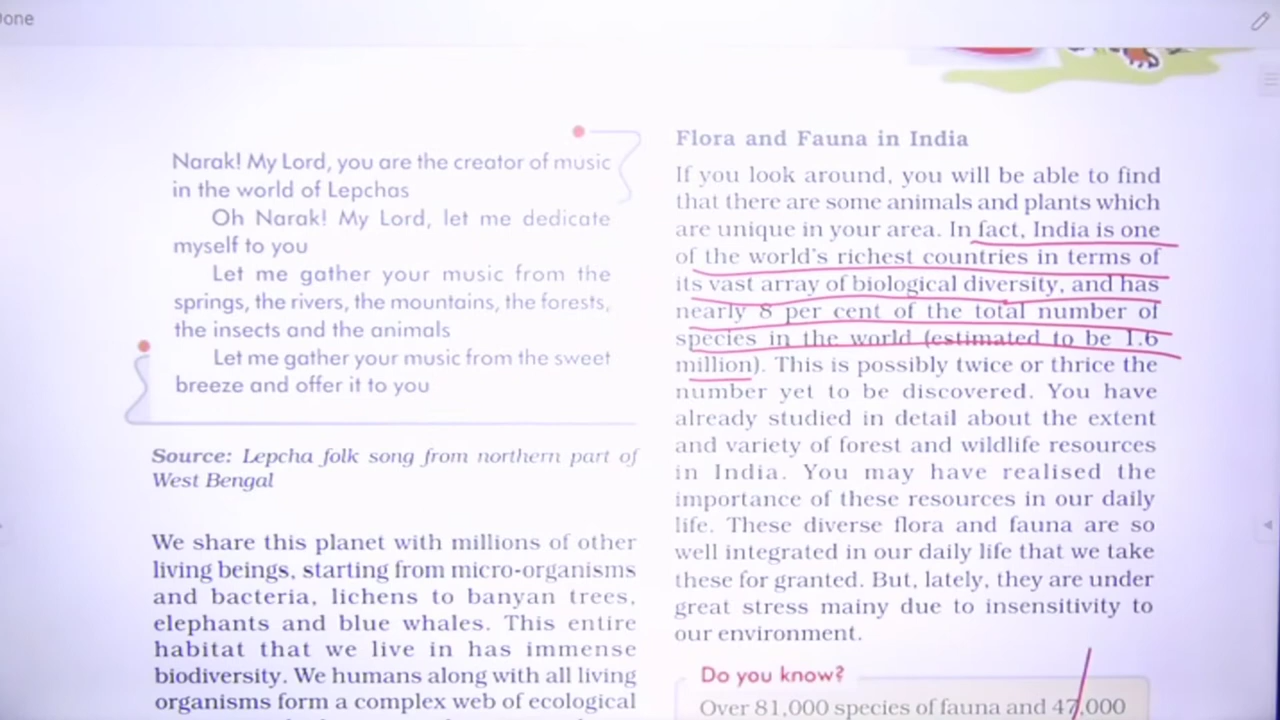 one
Narak! My Lord, you are the creator of music
in the world of Lepchas
Oh Narak! My Lord, let me dedicate
myself to you
Let me gather your music from the
springs, the rivers, the mountains, the forests,
the insects and the animals
Let me gather your music from the sweet
breeze and offer it to you
Source: Lepcha folk song from northern part of
West Bengal
We share this planet with millions of other
living beings, starting from micro-organisms
and bacteria, lichens to banyan trees,
elephants and blue whales. This entire
habitat that we live in has immense
biodiversity. We humans along with all living
organisms form a complex web of ecological
Flora and Fauna in India
If you look around, you will be able to find
that there are some animals and plants which
are unique in your area. In fact, India is one
of the world's richest countries in terms of
its vast array of biological diversity, and has
nearly 8 per cent of the total number of
species in the world (estimated to be 1.6
million). This is possibly twice or thrice the
number yet to be discovered. You have
already studied in detail about the extent
and variety of forest and wildlife resources
in India. You may have realised the
importance of these resources in our daily
life. These diverse flora and fauna are so
well integrated in our daily life that we take
these for granted. But, lately, they are under
great stress mainy due to insensitivity to
our environment.
Do you know?
Over 81,000 species of fauna and 47,000